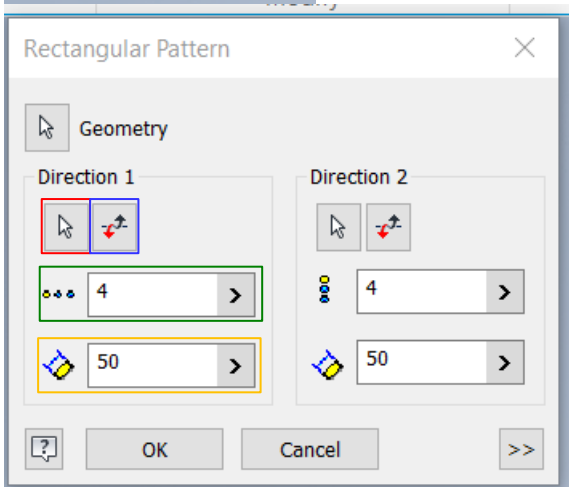 Rectangular Pattern
Geometry
Direction 1
Direction 2
4
4
50
50
OK
Cancel
>>